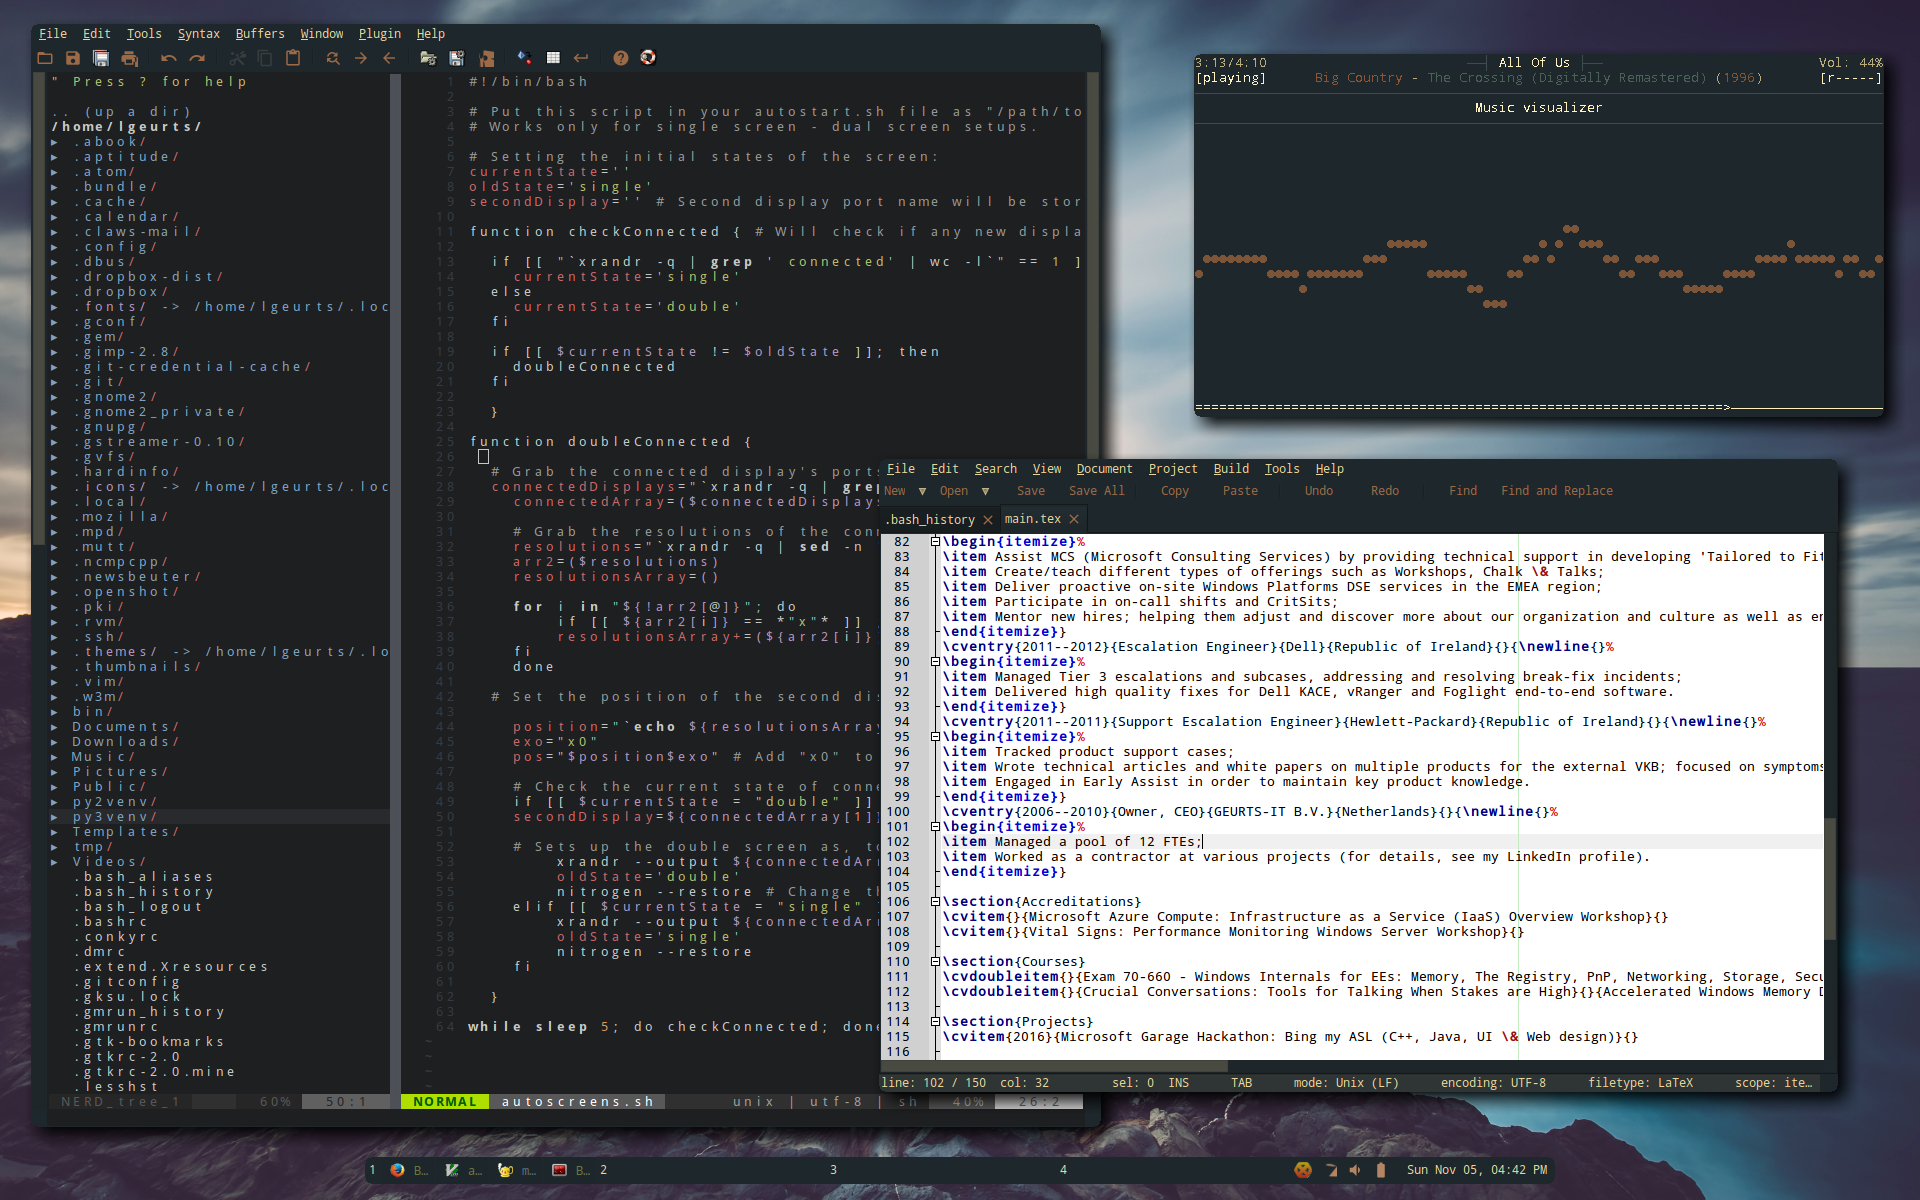 File Edit Tools Syntax Buffers Window Plugin Help
" Press ? for help
.. (up a dir)
/home/lgeurts/
▸ .abook/
▸ .aptitude/
▸ .atom/
▸ .bundle/
▸ .cache/
▸ .calendar/
▸ .claws-mail/
▸ .config/
▸ .dbus/
▸ .dropbox-dist/
▸ .dropbox/
▸ .fonts/ -> /home/lgeurts/.loc
▸ .gconf/
▸ .gem/
▸ .gimp-2.8/
▸ .git-credential-cache/
▸ .git/
▸ .gnome2/
▸ .gnome2_private/
▸ .gnupg/
▸ .gstreamer-0.10/
▸ .gvfs/
▸ .hardinfo/
▸ .icons/ -> /home/lgeurts/.loc
▸ .local/
▸ .mozilla/
▸ .mpd/
▸ .mutt/
▸ .ncmpcpp/
▸ .newsbeuter/
▸ .openshot/
▸ .pki/
▸ .rvm/
▸ .ssh/
▸ .themes/ -> /home/lgeurts/.lo
▸ .thumbnails/
▸ .vim/
▸ .w3m/
▸ bin/
▸ Documents/
▸ Downloads/
▸ Music/
▸ Pictures/
▸ Public/
▸ py2venv/
▸ py3venv/
▸ Templates/
▸ tmp/
▸ Videos/
.bash_aliases
.bash_history
.bash_logout
.bashrc
.conkyrc
.dmrc
.extend.Xresources
.gitconfig
.gksu.lock
.gmrun_history
.gmrunrc
.gtk-bookmarks
.gtkrc-2.0
.gtkrc-2.0.mine
.lesshst
NERD_tree_1 60% 50:1
1 #!/bin/bash
2
3 # Put this script in your autostart.sh file as "/path/to
4 # Works only for single screen - dual screen setups.
5
6 # Setting the initial states of the screen:
7 currentState=''
8 oldState='single'
9 secondDisplay='' # Second display port name will be stor
10
11 function checkConnected { # Will check if any new displa
12
13 if [[ "`xrandr -q | grep ' connected' | wc -l`" == 1 ]
14 currentState='single'
15 else
16 currentState='double'
17 fi
18
19 if [[ $currentState != $oldState ]]; then
20 doubleConnected
21 fi
22
23 }
24
25 function doubleConnected {
26
27 # Grab the connected display's ports
28 connectedDisplays="`xrandr -q | grep
29 connectedArray=($connectedDisplays
30
31 # Grab the resolutions of the con
32 resolutions="`xrandr -q | sed -n
33 arr2=($resolutions)
34 resolutionsArray=()
35
36 for i in "${!arr2[@]}"; do
37 if [[ ${arr2[i]} == *"x"* ]]
38 resolutionsArray+=(${arr2[i]}
39 fi
40 done
41
42 # Set the position of the second di
43
44 position="`echo ${resolutionsArray
45 exo="x0"
46 pos="$position$exo" # Add "x0" to
47
48 # Check the current state of conn
49 if [[ $currentState = "double" ]]
50 secondDisplay=${connectedArray[1]}
51
52 # Sets up the double screen as, to
53 xrandr --output ${connectedAr
54 oldState='double'
55 nitrogen --restore # Change th
56 elif [[ $currentState = "single"
57 xrandr --output ${connectedAr
58 oldState='single'
59 nitrogen --restore
60 fi
61
62 }
63
64 while sleep 5; do checkConnected; done
~
~
~
~
NORMAL autoscreens.sh unix | utf-8 | sh 40% 26:2
3:13/4:10 All Of Us Vol: 44%
[playing] Big Country - The Crossing (Digitally Remastered) (1996) [r-----]
Music visualizer
File Edit Search View Document Project Build Tools Help
New Open Save Save All Copy Paste Undo Redo Find Find and Replace
.bash_history main.tex
82 \begin{itemize}%
83 \item Assist MCS (Microsoft Consulting Services) by providing technical support in developing 'Tailored to Fit
84 \item Create/teach different types of offerings such as Workshops, Chalk \& Talks;
85 \item Deliver proactive on-site Windows Platforms DSE services in the EMEA region;
86 \item Participate in on-call shifts and CritSits;
87 \item Mentor new hires; helping them adjust and discover more about our organization and culture as well as en
88 \end{itemize}}
89 \cventry{2011--2012}{Escalation Engineer}{Dell}{Republic of Ireland}{}{\newline{}%
90 \begin{itemize}%
91 \item Managed Tier 3 escalations and subcases, addressing and resolving break-fix incidents;
92 \item Delivered high quality fixes for Dell KACE, vRanger and Foglight end-to-end software.
93 \end{itemize}}
94 \cventry{2011--2011}{Support Escalation Engineer}{Hewlett-Packard}{Republic of Ireland}{}{\newline{}%
95 \begin{itemize}%
96 \item Tracked product support cases;
97 \item Wrote technical articles and white papers on multiple products for the external VKB; focused on symptoms
98 \item Engaged in Early Assist in order to maintain key product knowledge.
99 \end{itemize}}
100 \cventry{2006--2010}{Owner, CEO}{GEURTS-IT B.V.}{Netherlands}{}{\newline{}%
101 \begin{itemize}%
102 \item Managed a pool of 12 FTEs;
103 \item Worked as a contractor at various projects (for details, see my LinkedIn profile).
104 \end{itemize}}
105
106 \section{Accreditations}
107 \cvitem{}{Microsoft Azure Compute: Infrastructure as a Service (IaaS) Overview Workshop}{}
108 \cvitem{}{Vital Signs: Performance Monitoring Windows Server Workshop}{}
109
110 \section{Courses}
111 \cvdoubleitem{}{Exam 70-660 - Windows Internals for EEs: Memory, The Registry, PnP, Networking, Storage, Secu
112 \cvdoubleitem{}{Crucial Conversations: Tools for Talking When Stakes are High}{}{Accelerated Windows Memory D
113
114 \section{Projects}
115 \cvitem{2016}{Microsoft Garage Hackathon: Bing my ASL (C++, Java, UI \& Web design)}{}
116
line: 102 / 150 col: 32 sel: 0 INS TAB mode: Unix (LF) encoding: UTF-8 filetype: LaTeX scope: ite…
1 B… a… m… B… 2 3 4 Sun Nov 05, 04:42 PM